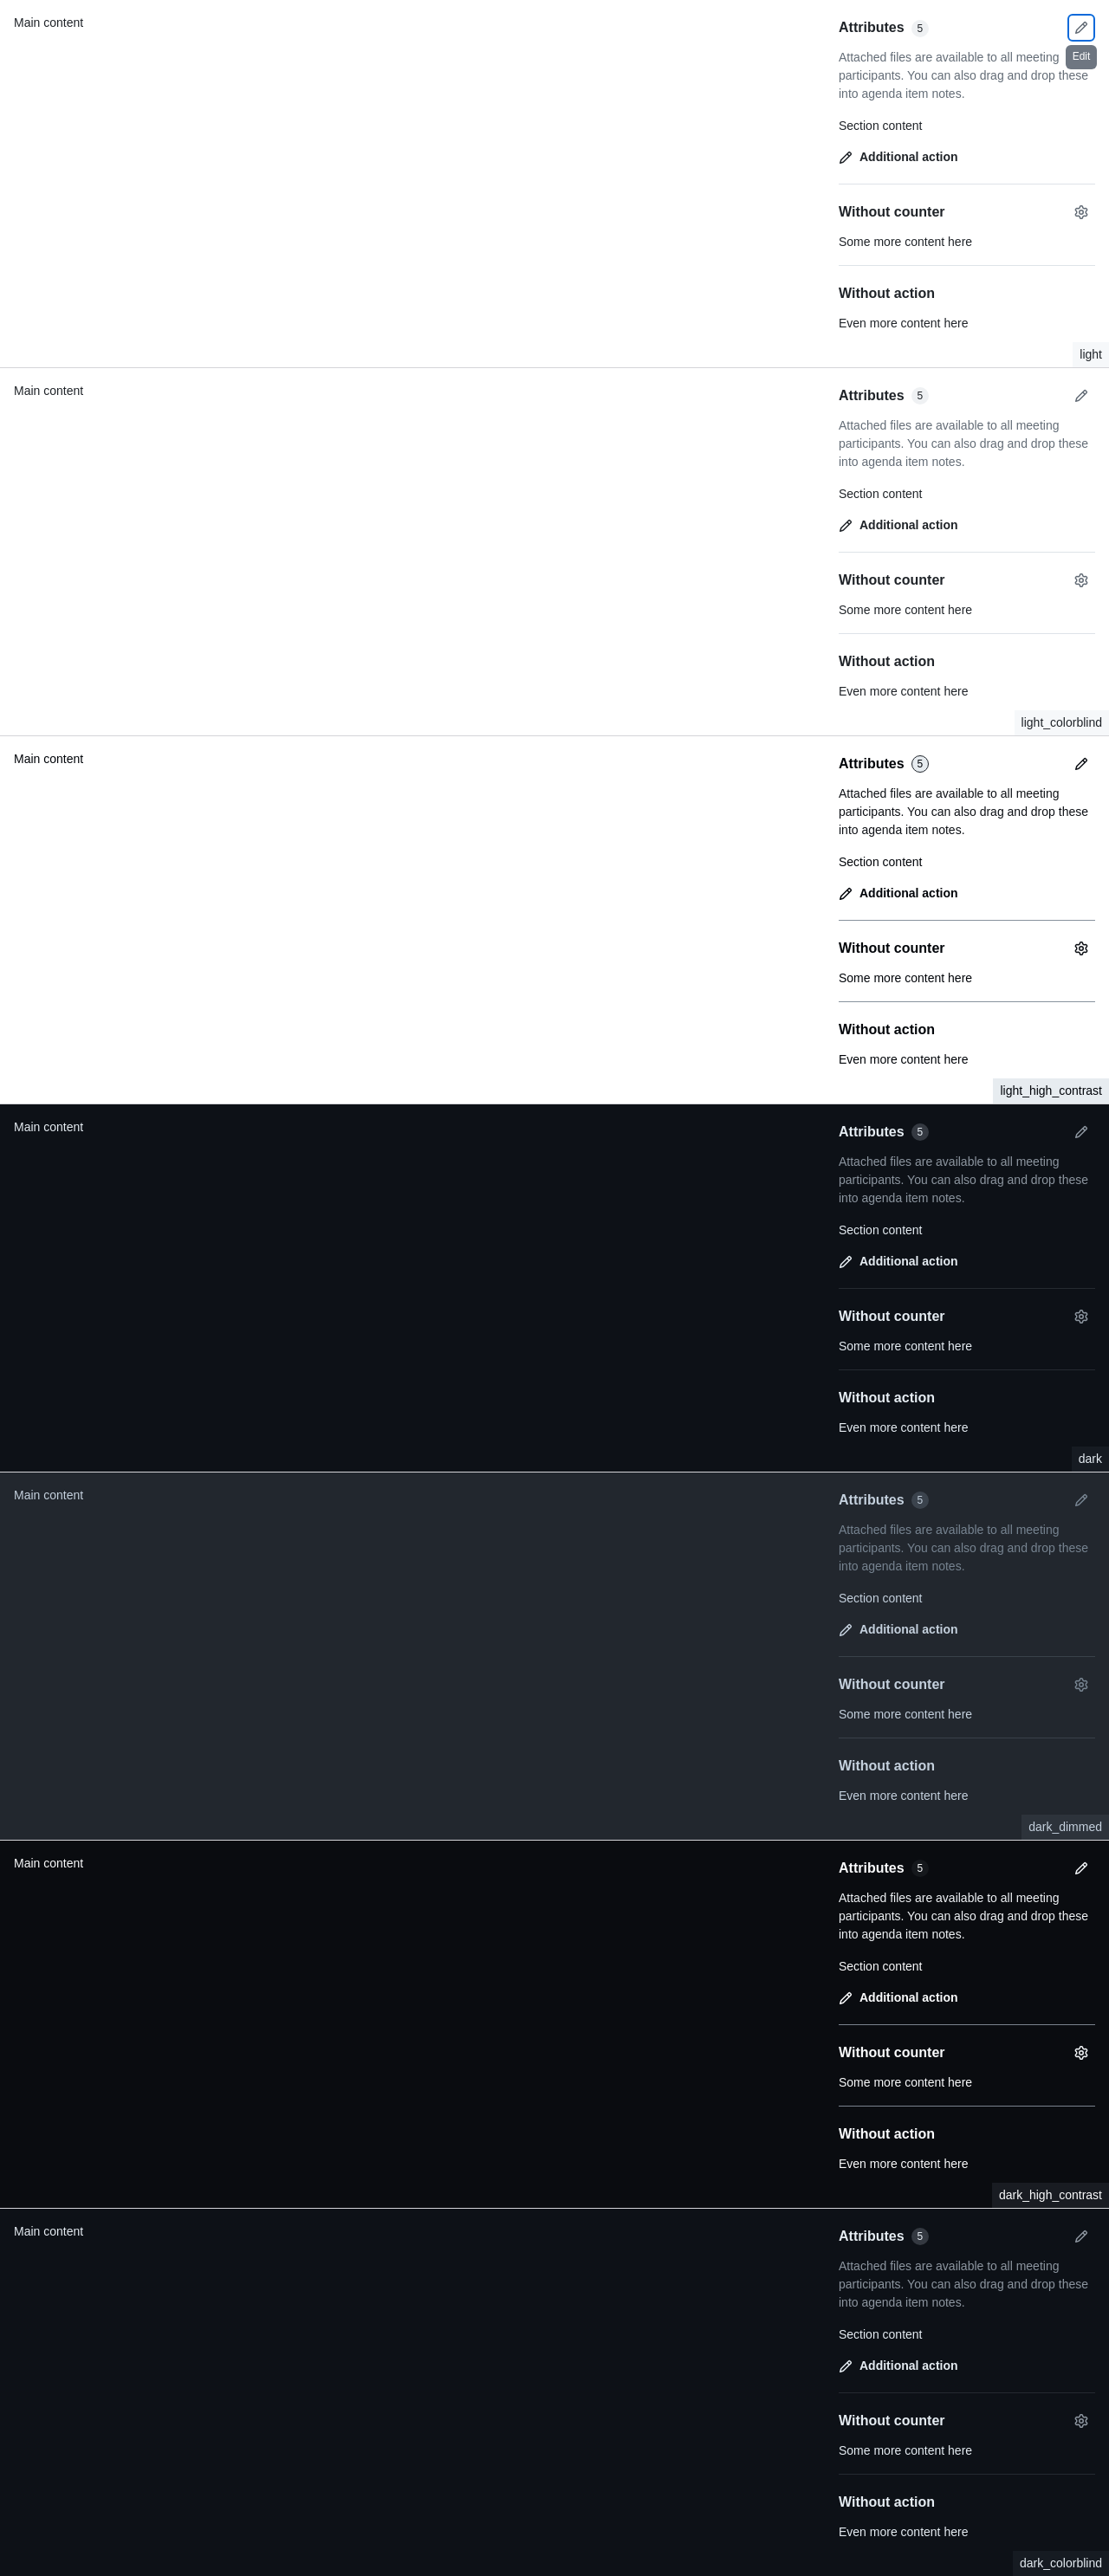 Main content
Attributes 5
Edit
Attached files are available to all meeting
participants. You can also drag and drop these
into agenda item notes.
Section content
Additional action
Without counter
Some more content here
Without action
Even more content here
light
Main content
Attributes 5
Attached files are available to all meeting
participants. You can also drag and drop these
into agenda item notes.
Section content
Additional action
Without counter
Some more content here
Without action
Even more content here
light_colorblind
Main content
Attributes 5
Attached files are available to all meeting
participants. You can also drag and drop these
into agenda item notes.
Section content
Additional action
Without counter
Some more content here
Without action
Even more content here
light_high_contrast
Main content
Attributes 5
Attached files are available to all meeting
participants. You can also drag and drop these
into agenda item notes.
Section content
Additional action
Without counter
Some more content here
Without action
Even more content here
dark
Main content
Attributes 5
Attached files are available to all meeting
participants. You can also drag and drop these
into agenda item notes.
Section content
Additional action
Without counter
Some more content here
Without action
Even more content here
dark_dimmed
Main content
Attributes 5
Attached files are available to all meeting
participants. You can also drag and drop these
into agenda item notes.
Section content
Additional action
Without counter
Some more content here
Without action
Even more content here
dark_high_contrast
Main content
Attributes 5
Attached files are available to all meeting
participants. You can also drag and drop these
into agenda item notes.
Section content
Additional action
Without counter
Some more content here
Without action
Even more content here
dark_colorblind